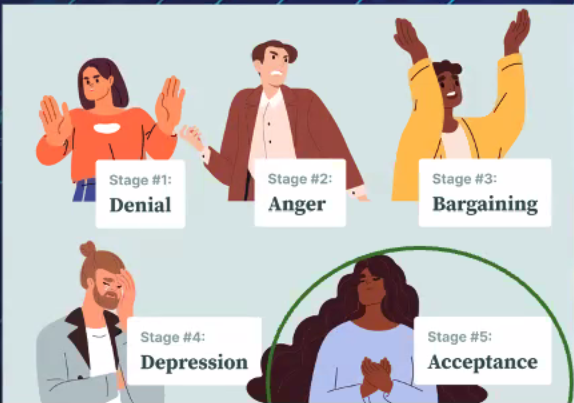 Stage #1:
Denial
Stage #2:
Anger
Stage #3:
Bargaining
Stage #4:
Depression
Stage #5:
Acceptance